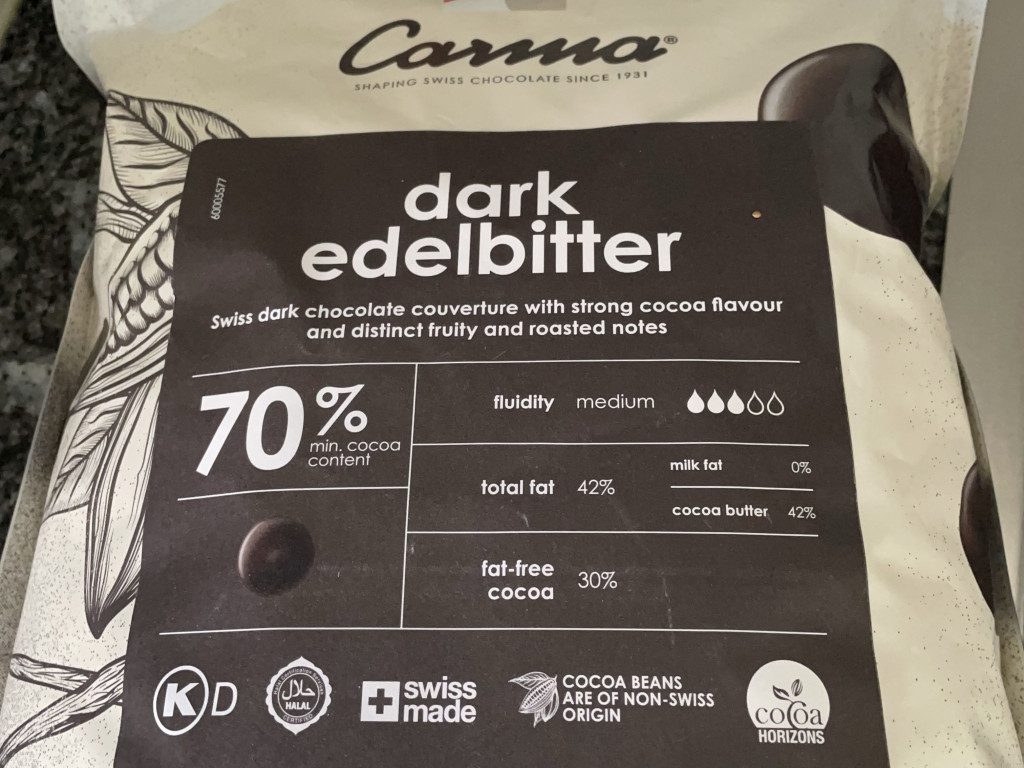 Carma®
SHAPING SWISS CHOCOLATE SINCE 1931
60005577
dark
edelbitter
Swiss dark chocolate couverture with strong cocoa flavour
and distinct fruity and roasted notes
70%
min. cocoa
content
fluidity medium
total fat 42%
milk fat 0%
cocoa butter 42%
fat-free
cocoa 30%
K D
حلال
HALAL
CERTIFIED
swiss
made
COCOA BEANS
ARE OF NON-SWISS
ORIGIN
cocoa
HORIZONS